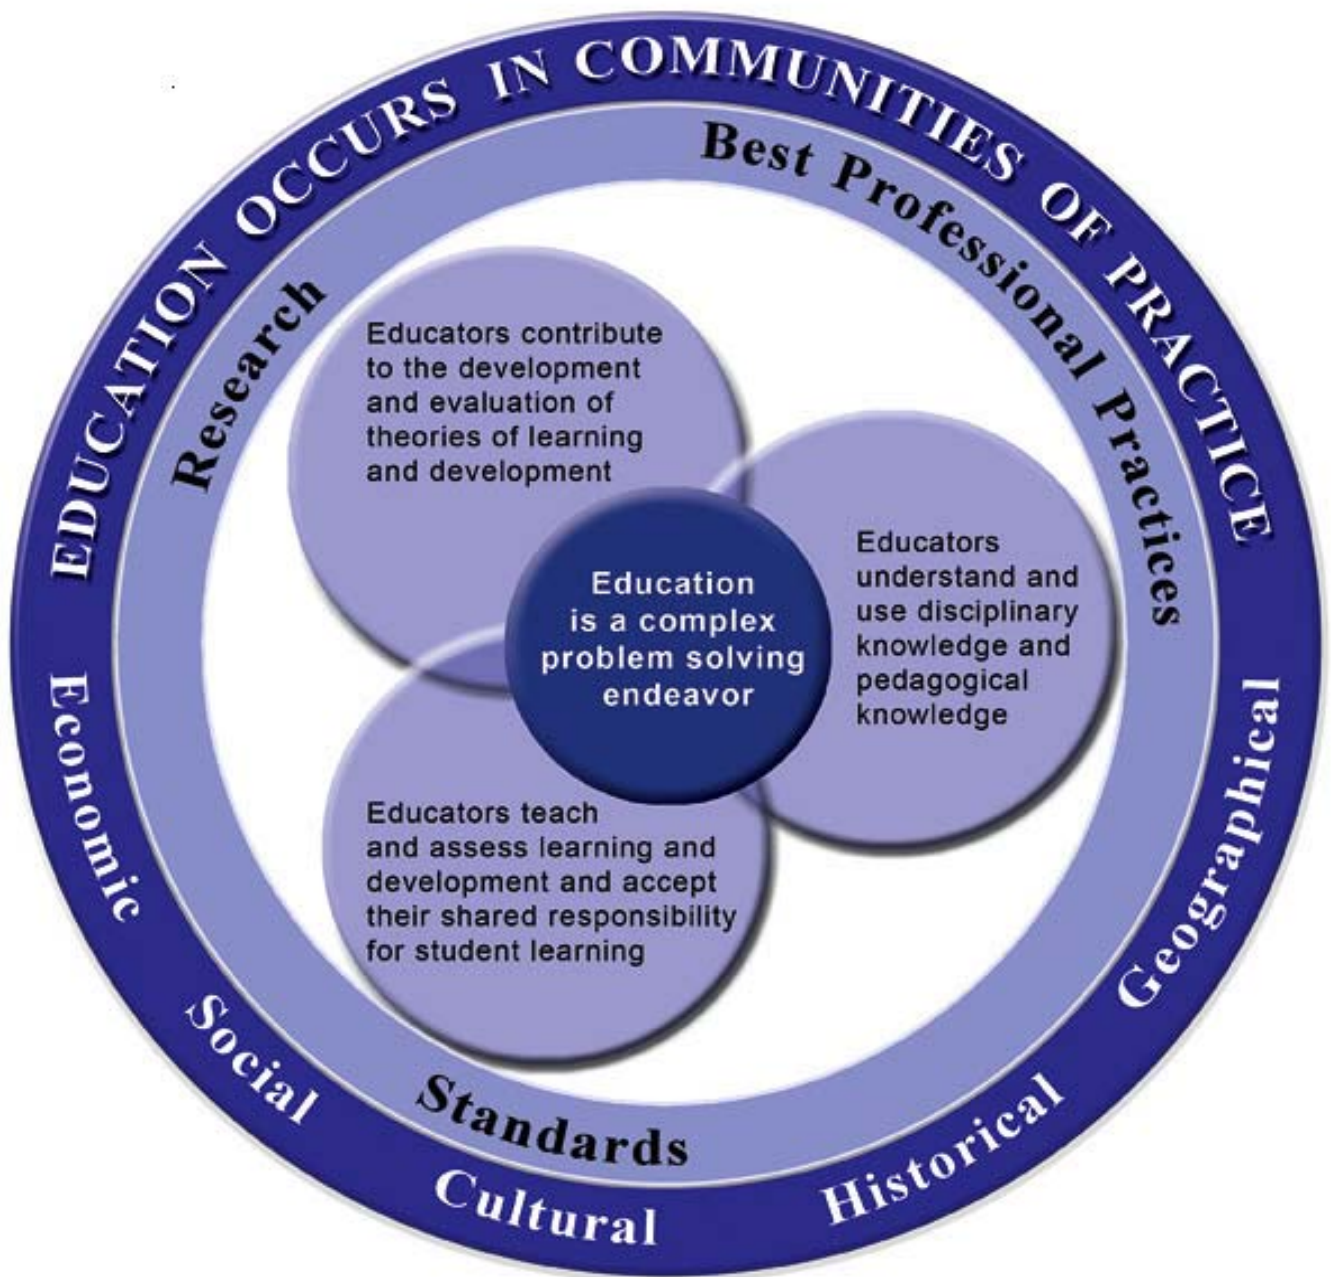 EDUCATION OCCURS IN COMMUNITIES OF PRACTICE
Best Professional Practices
Research
Educators contribute
to the development
and evaluation of
theories of learning
and development
Educators
understand and
use disciplinary
knowledge and
pedagogical
knowledge
Education
is a complex
problem solving
endeavor
Educators teach
and assess learning and
development and accept
their shared responsibility
for student learning
Standards
Economic
Social
Cultural
Historical
Geographical